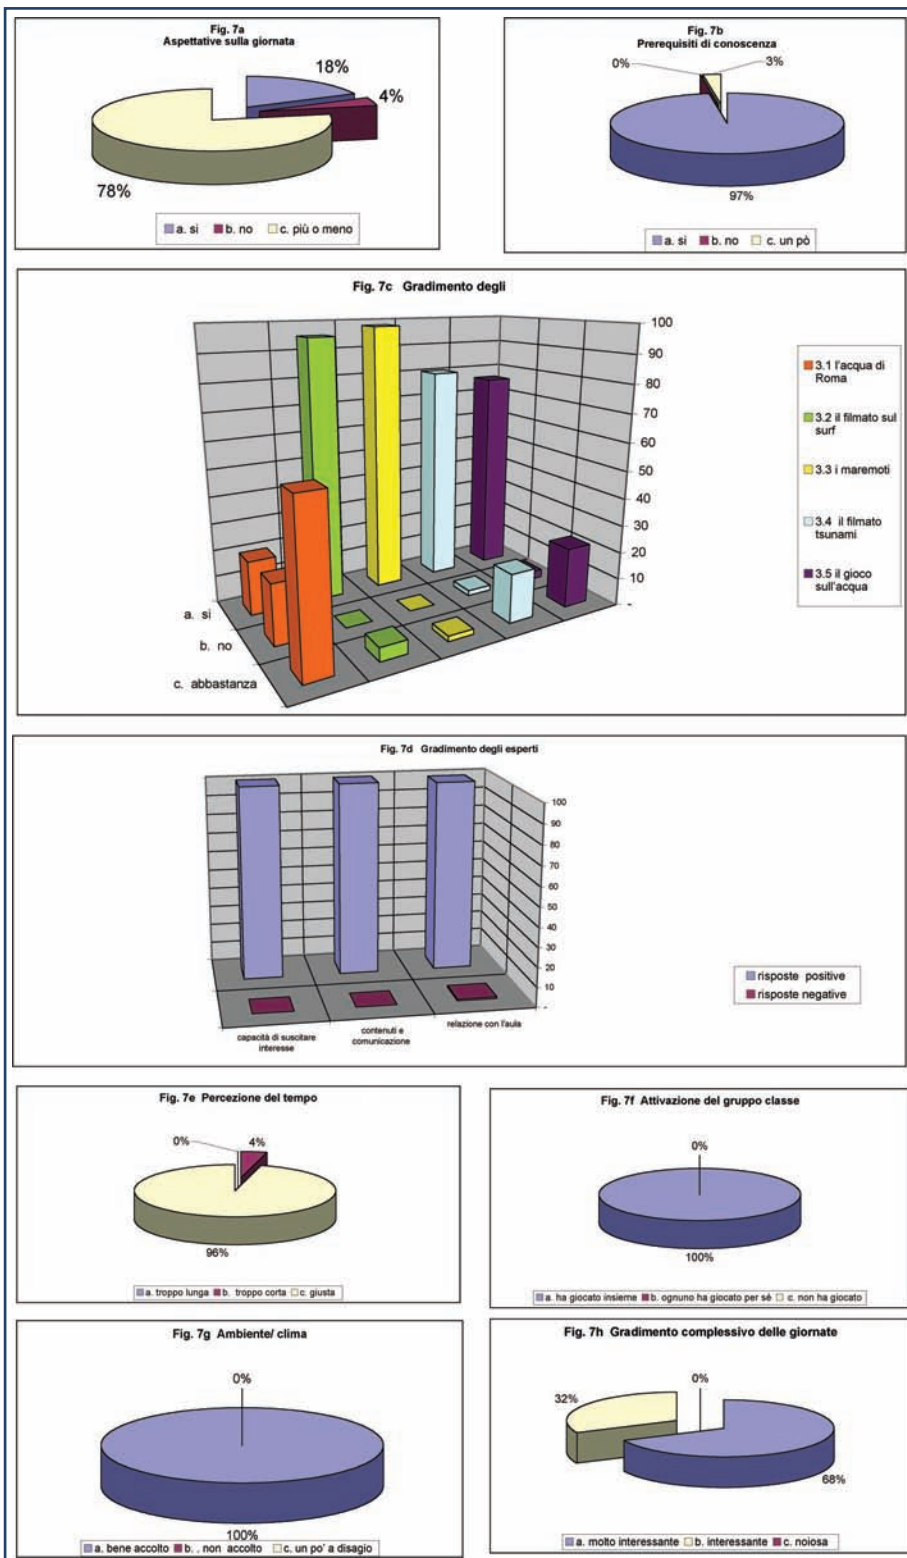 Fig. 7a
Aspettative sulla giornata
18%
4%
78%
a. si b. no c. più o meno
Fig. 7b
Prerequisiti di conoscenza
0%
3%
97%
a. si b. no c. un pò
Fig. 7c Gradimento degli
100
90
80
70
60
50
40
30
20
10
-
a. si
b. no
c. abbastanza
3.1 l'acqua di
Roma
3.2 il filmato sul
surf
3.3 i maremoti
3.4 il filmato
tsunami
3.5 il gioco
sull'acqua
Fig. 7d Gradimento degli esperti
100
90
80
70
60
50
40
30
20
10
-
capacità di suscitare
interesse
contenuti e
comunicazione
relazione con l'aula
risposte positive
risposte negative
Fig. 7e Percezione del tempo
0%
4%
96%
a. troppo lunga b. troppo corta c. giusta
Fig. 7f Attivazione del gruppo classe
0%
100%
a. ha giocato insieme b. ognuno ha giocato per sé c. non ha giocato
Fig. 7g Ambiente/ clima
0%
100%
a. bene accolto b. . non accolto c. un po' a disagio
Fig. 7h Gradimento complessivo delle giornate
32%
0%
68%
a. molto interessante b. interessante c. noiosa